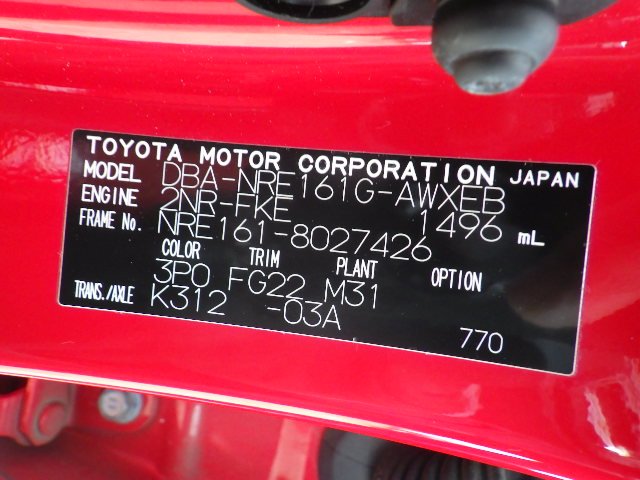 TOYOTA MOTOR CORPORATION JAPAN
MODEL DBA-NRE161G-AWXEB
ENGINE 2NR-FKE 1496 mL
FRAME No. NRE161-8027426
COLOR TRIM PLANT OPTION
3P0 FG22 M31
TRANS./AXLE K312 -03A
770